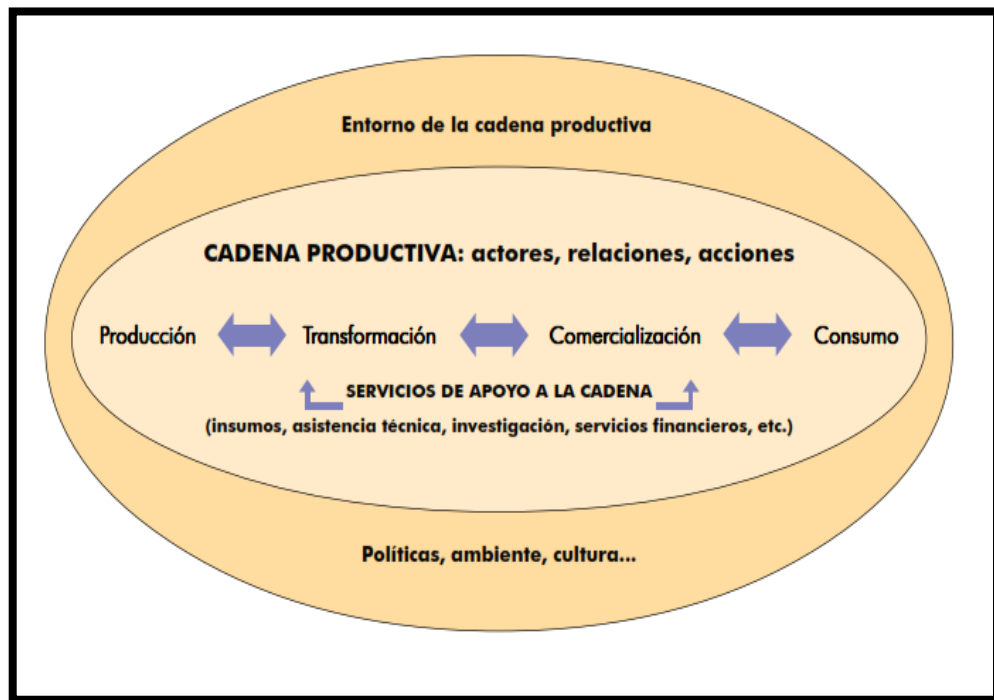 Entorno de la cadena productiva
CADENA PRODUCTIVA: actores, relaciones, acciones
Producción
Transformación
Comercialización
Consumo
SERVICIOS DE APOYO A LA CADENA
(insumos, asistencia técnica, investigación, servicios financieros, etc.)
Políticas, ambiente, cultura...